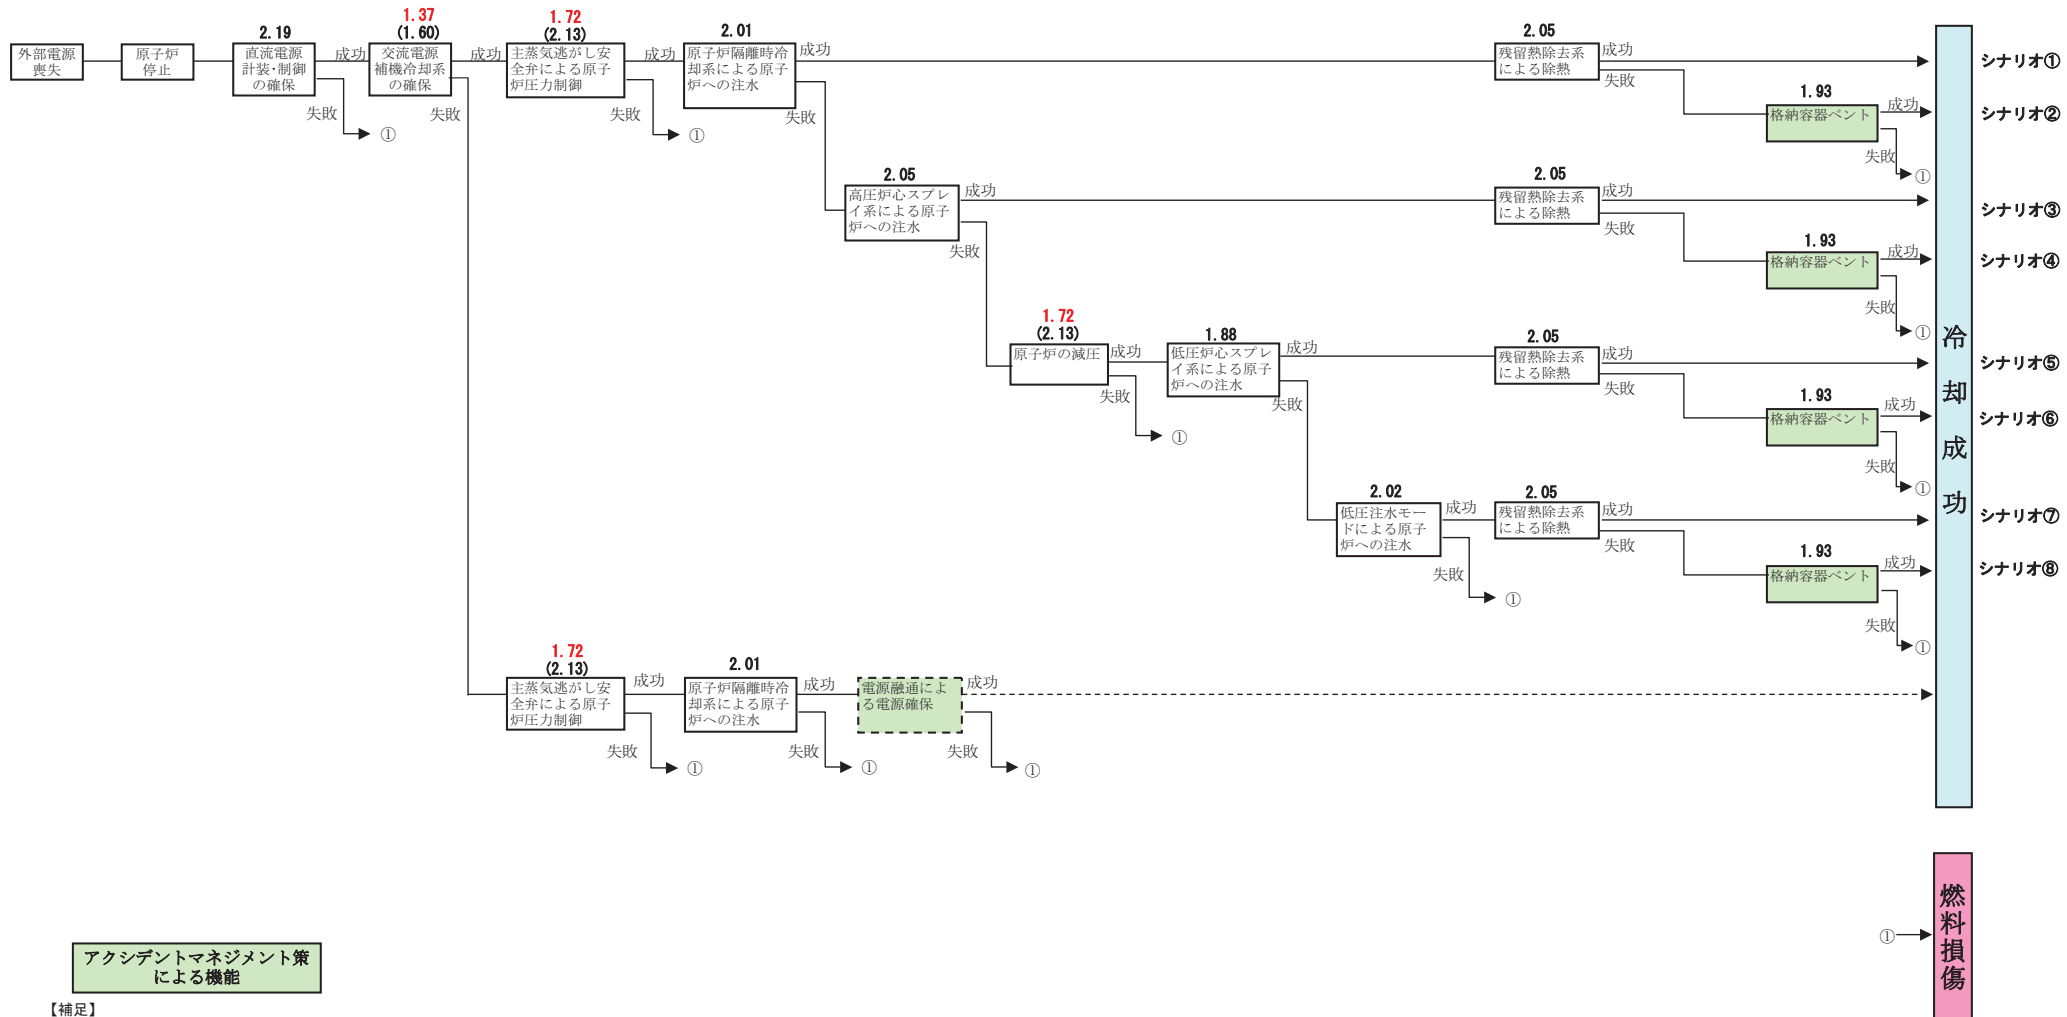 外部電源
喪失
原子炉
停止
2.19
直流電源
計装・制御
の確保
成功
失敗
①
1.37
(1.60)
交流電源
補機冷却系
の確保
成功
失敗
1.72
(2.13)
主蒸気逃がし安
全弁による原子
炉圧力制御
成功
失敗
①
2.01
原子炉隔離時冷
却系による原子
炉への注水
成功
失敗
2.05
残留熱除去系
による除熱
成功
失敗
シナリオ①
1.93
格納容器ベント
成功
失敗
①
シナリオ②
2.05
高圧炉心スプレ
イ系による原子
炉への注水
成功
失敗
2.05
残留熱除去系
による除熱
成功
失敗
シナリオ③
1.93
格納容器ベント
成功
失敗
①
シナリオ④
1.72
(2.13)
原子炉の減圧
成功
失敗
①
1.88
低圧炉心スプレ
イ系による原子
炉への注水
成功
失敗
2.05
残留熱除去系
による除熱
成功
失敗
シナリオ⑤
1.93
格納容器ベント
成功
失敗
①
シナリオ⑥
2.02
低圧注水モー
ドによる原子
炉への注水
成功
失敗
①
2.05
残留熱除去系
による除熱
成功
失敗
シナリオ⑦
1.93
格納容器ベント
成功
失敗
①
シナリオ⑧
1.72
(2.13)
主蒸気逃がし安
全弁による原子
炉圧力制御
成功
失敗
①
2.01
原子炉隔離時冷
却系による原子
炉への注水
成功
失敗
①
電源融通によ
る電源確保
成功
失敗
①
冷却成功
①
燃料損傷
アクシデントマネジメント策
による機能
【補足】